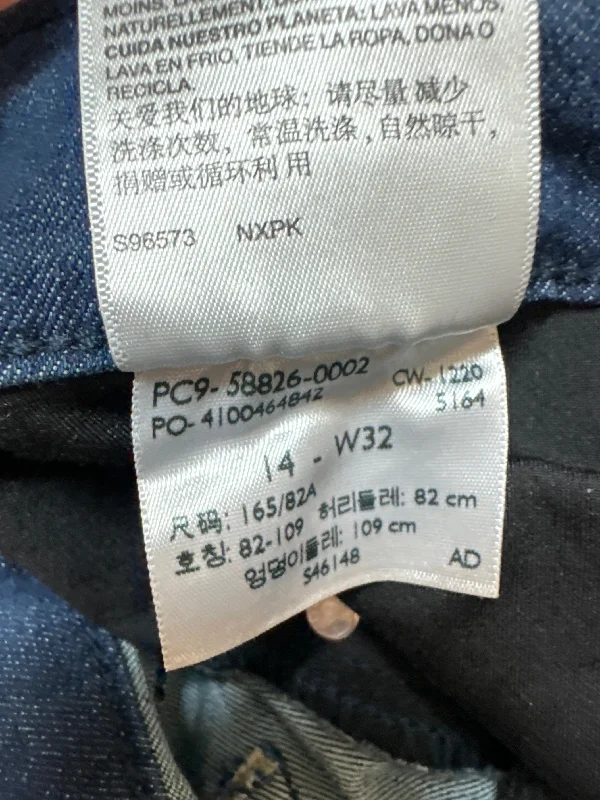 MOINS, LA
NATURELLEMENT, D
CUIDA NUESTRO PLANETA: LAVA MENOS,
LAVA EN FRIO, TIENDE LA ROPA, DONA O
RECICLA.
关爱我们的地球: 请尽量减少
洗涤次数, 常温洗涤, 自然晾干,
捐赠或循环利用
S96573 NXPK
PC9-58826-0002 CW-1220
PO-4100464842 5164
14 - W32
尺码: 165/82A 허리둘레: 82 cm
호칭: 82-109 엉덩이둘레: 109 cm
S46148 AD